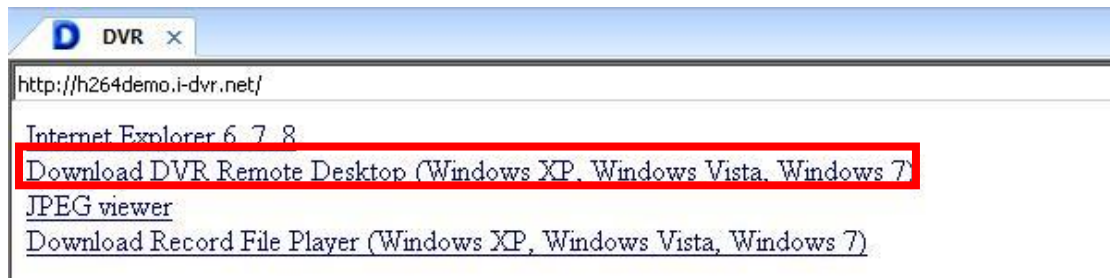 D DVR ×
http://h264demo.i-dvr.net/
Internet Explorer 6, 7, 8
Download DVR Remote Desktop (Windows XP, Windows Vista, Windows 7)
JPEG viewer
Download Record File Player (Windows XP, Windows Vista, Windows 7)